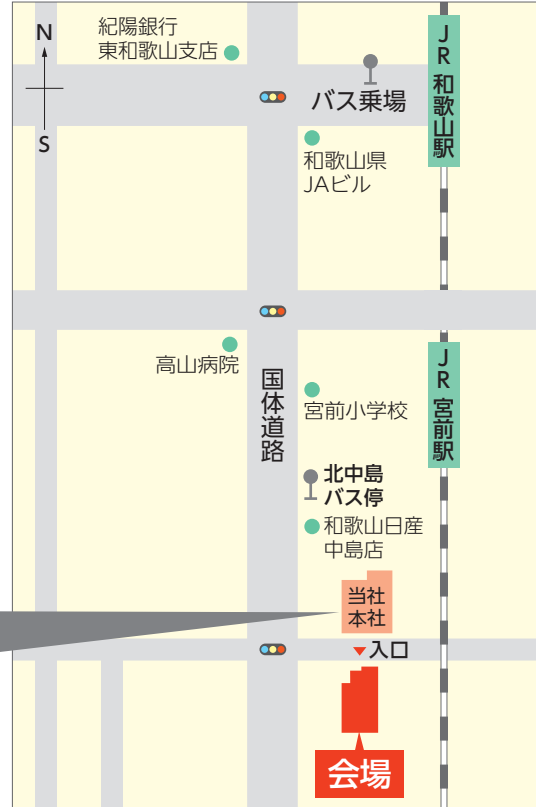 N
S
紀陽銀行
東和歌山支店
バス乗場
JR 和歌山駅
和歌山県
JAビル
高山病院
国体道路
宮前小学校
JR 宮前駅
北中島
バス停
和歌山日産
中島店
当社
本社
入口
会場